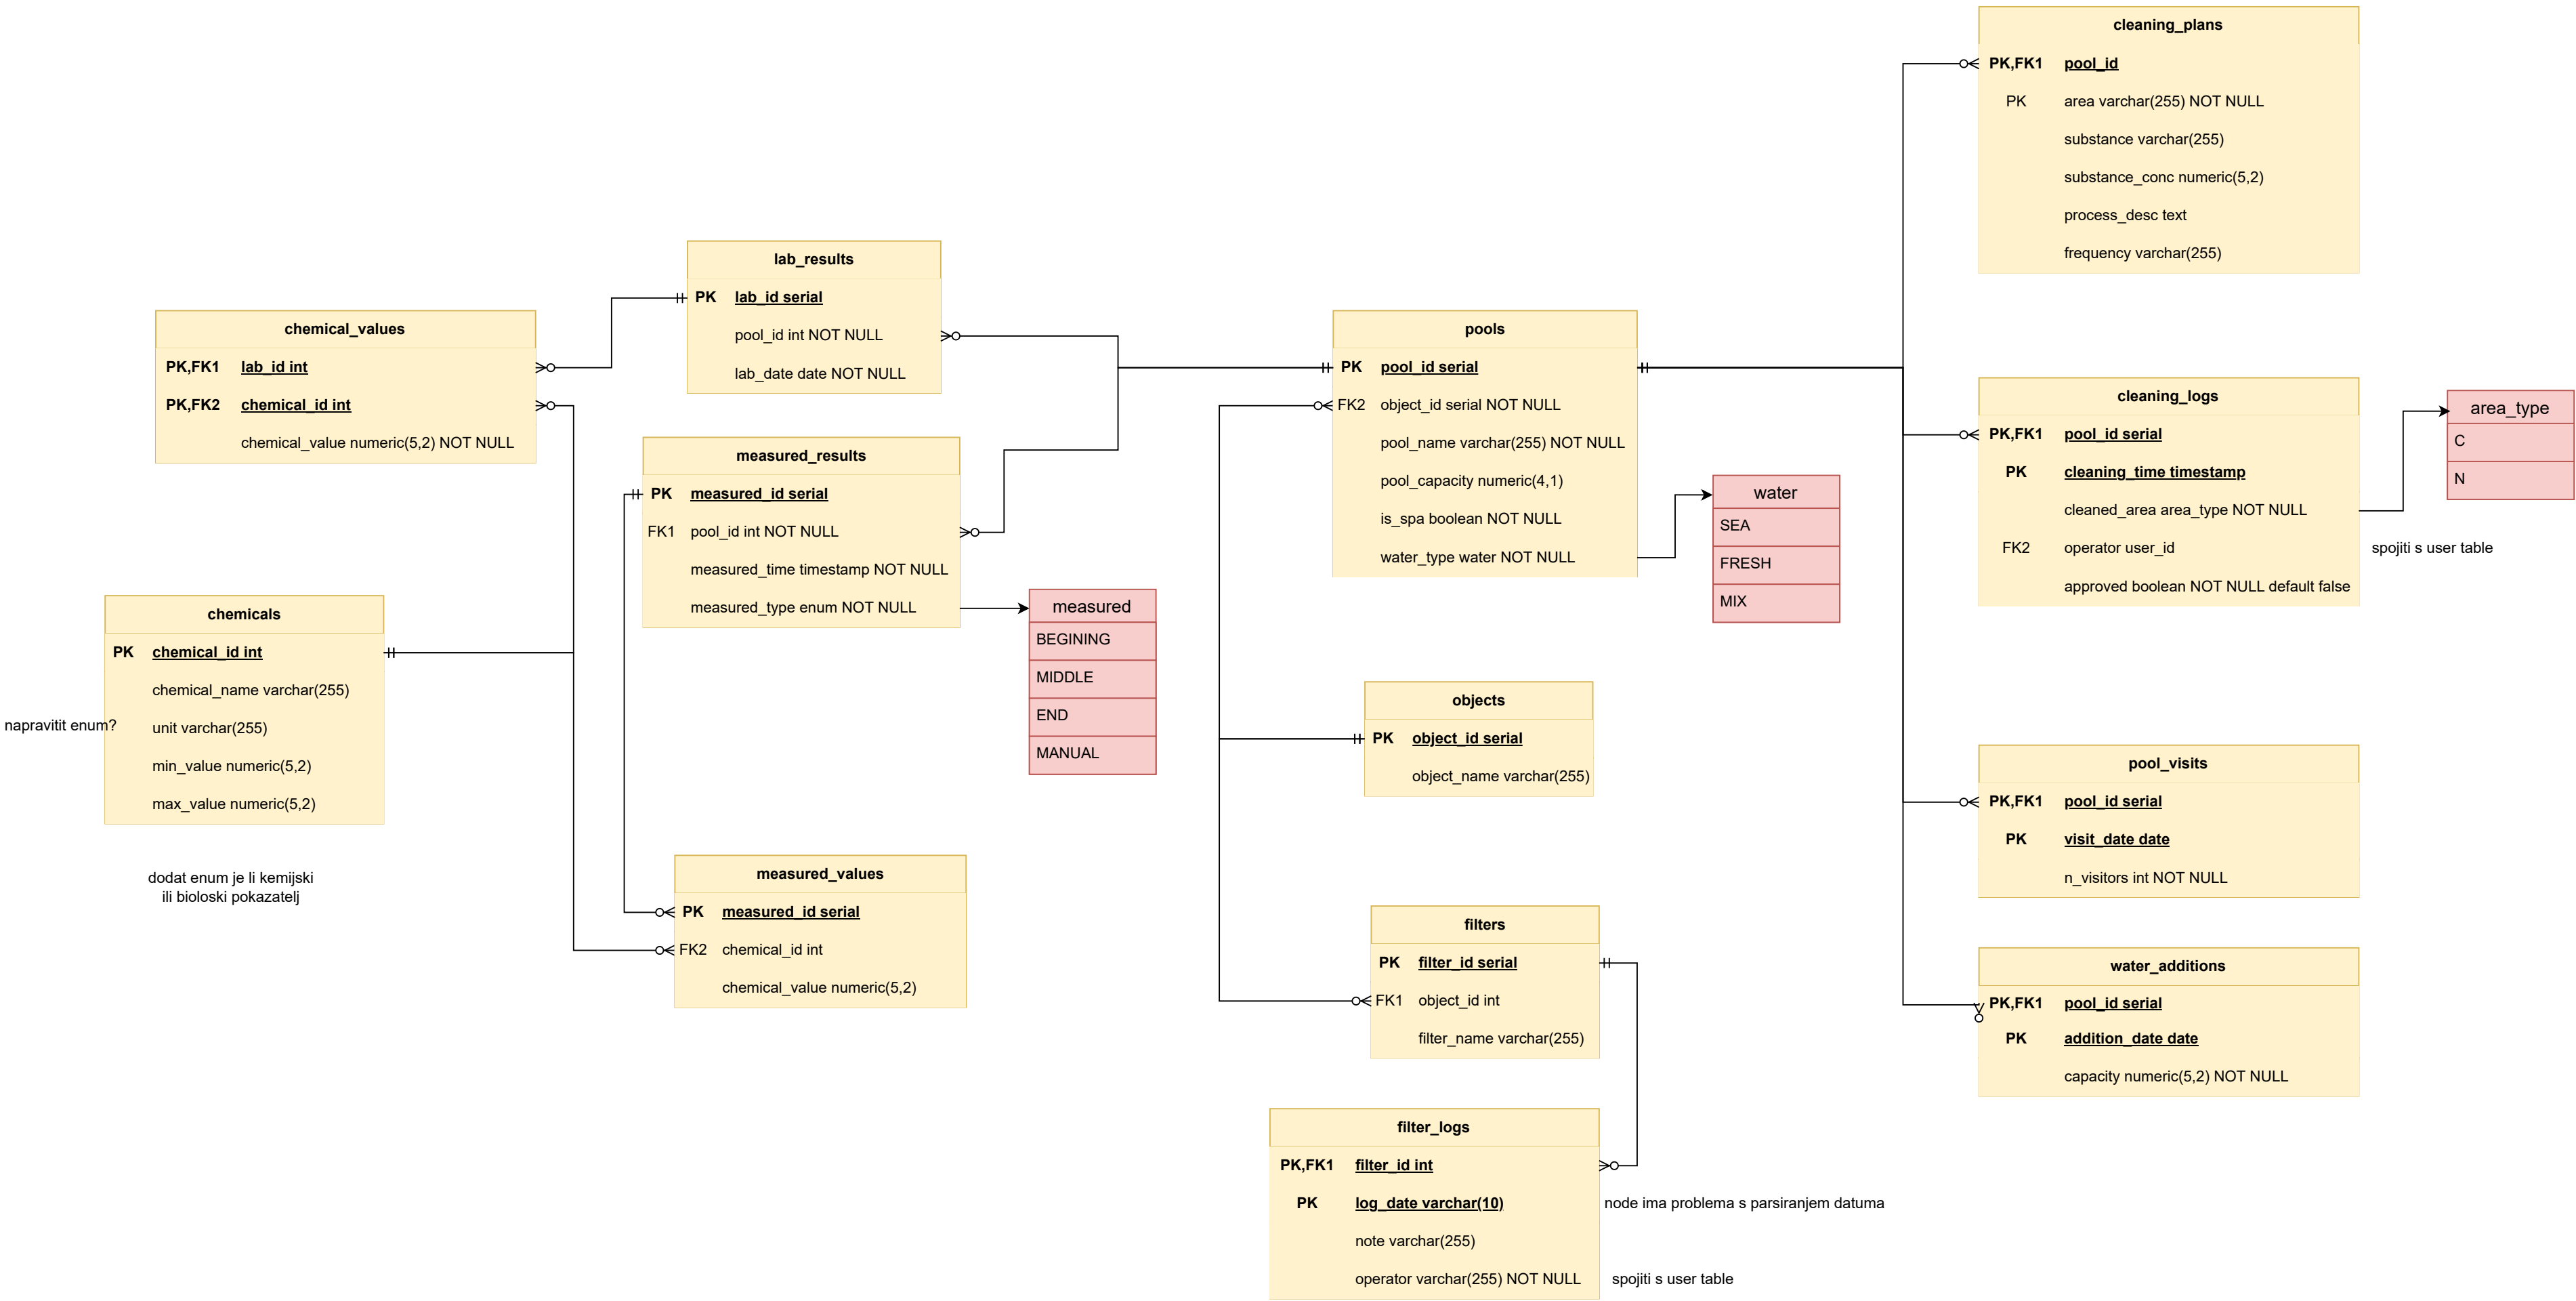 cleaning_plans
PK,FK1 pool_id
PK area varchar(255) NOT NULL
substance varchar(255)
substance_conc numeric(5,2)
process_desc text
frequency varchar(255)
lab_results
PK lab_id serial
pool_id int NOT NULL
lab_date date NOT NULL
chemical_values
PK,FK1 lab_id int
PK,FK2 chemical_id int
chemical_value numeric(5,2) NOT NULL
pools
PK pool_id serial
FK2 object_id serial NOT NULL
pool_name varchar(255) NOT NULL
pool_capacity numeric(4,1)
is_spa boolean NOT NULL
water_type water NOT NULL
cleaning_logs
PK,FK1 pool_id serial
PK cleaning_time timestamp
cleaned_area area_type NOT NULL
FK2 operator user_id
approved boolean NOT NULL default false
spojiti s user table
area_type
C
N
measured_results
PK measured_id serial
FK1 pool_id int NOT NULL
measured_time timestamp NOT NULL
measured_type enum NOT NULL
water
SEA
FRESH
MIX
measured
BEGINING
MIDDLE
END
MANUAL
chemicals
PK chemical_id int
chemical_name varchar(255)
napravitit enum?
unit varchar(255)
min_value numeric(5,2)
max_value numeric(5,2)
dodat enum je li kemijski
ili bioloski pokazatelj
objects
PK object_id serial
object_name varchar(255)
pool_visits
PK,FK1 pool_id serial
PK visit_date date
n_visitors int NOT NULL
measured_values
PK measured_id serial
FK2 chemical_id int
chemical_value numeric(5,2)
filters
PK filter_id serial
FK1 object_id int
filter_name varchar(255)
water_additions
PK,FK1 pool_id serial
PK addition_date date
capacity numeric(5,2) NOT NULL
filter_logs
PK,FK1 filter_id int
PK log_date varchar(10)
node ima problema s parsiranjem datuma
note varchar(255)
operator varchar(255) NOT NULL
spojiti s user table